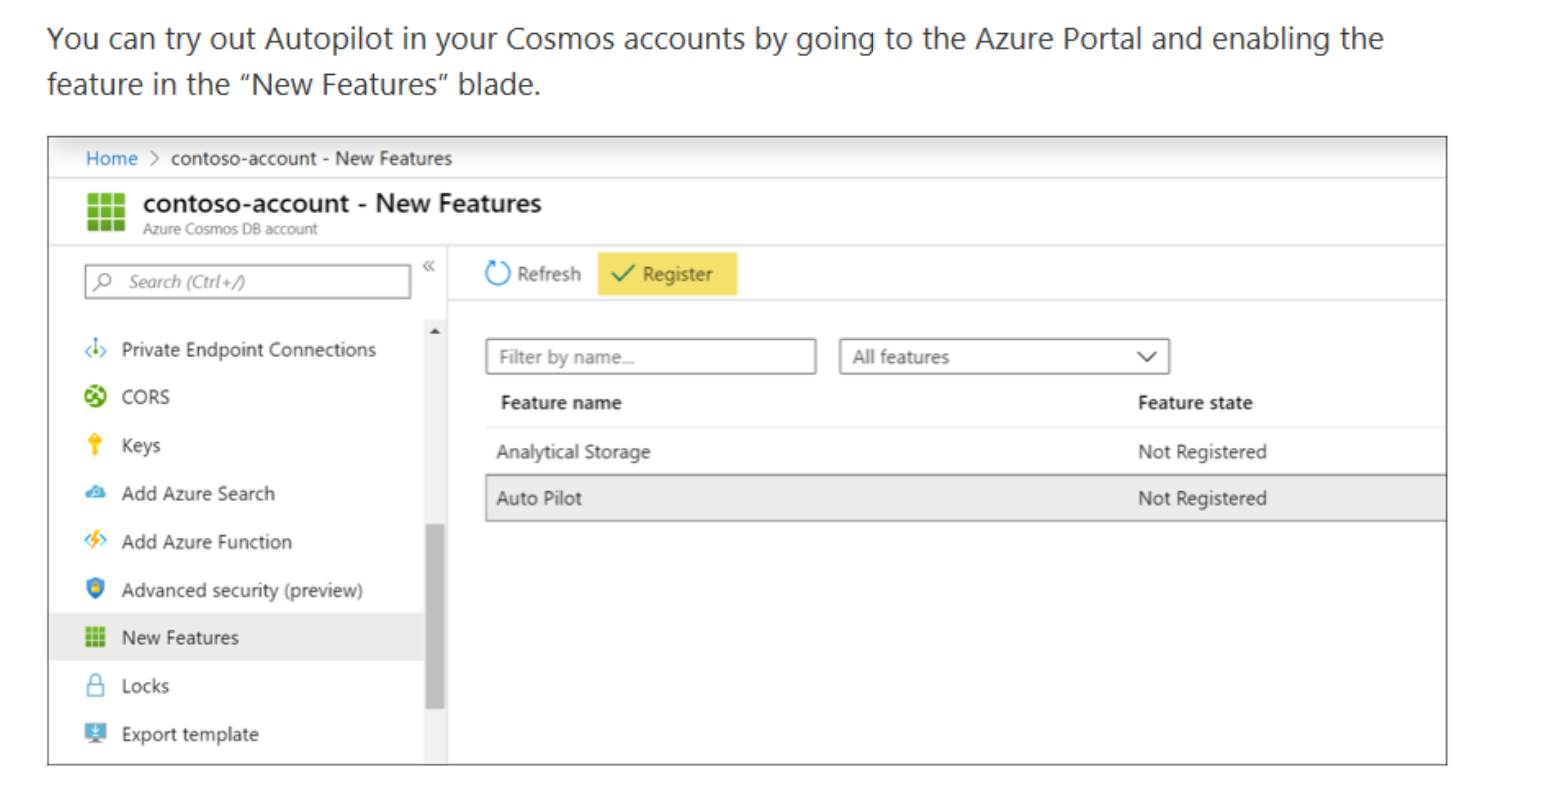 You can try out Autopilot in your Cosmos accounts by going to the Azure Portal and enabling the
feature in the “New Features” blade.
Home > contoso-account - New Features
contoso-account - New Features
Azure Cosmos DB account
Search (Ctrl+/)
«
Refresh
Register
Private Endpoint Connections
CORS
Keys
Add Azure Search
Add Azure Function
Advanced security (preview)
New Features
Locks
Export template
Filter by name...
All features
Feature name Feature state
Analytical Storage Not Registered
Auto Pilot Not Registered